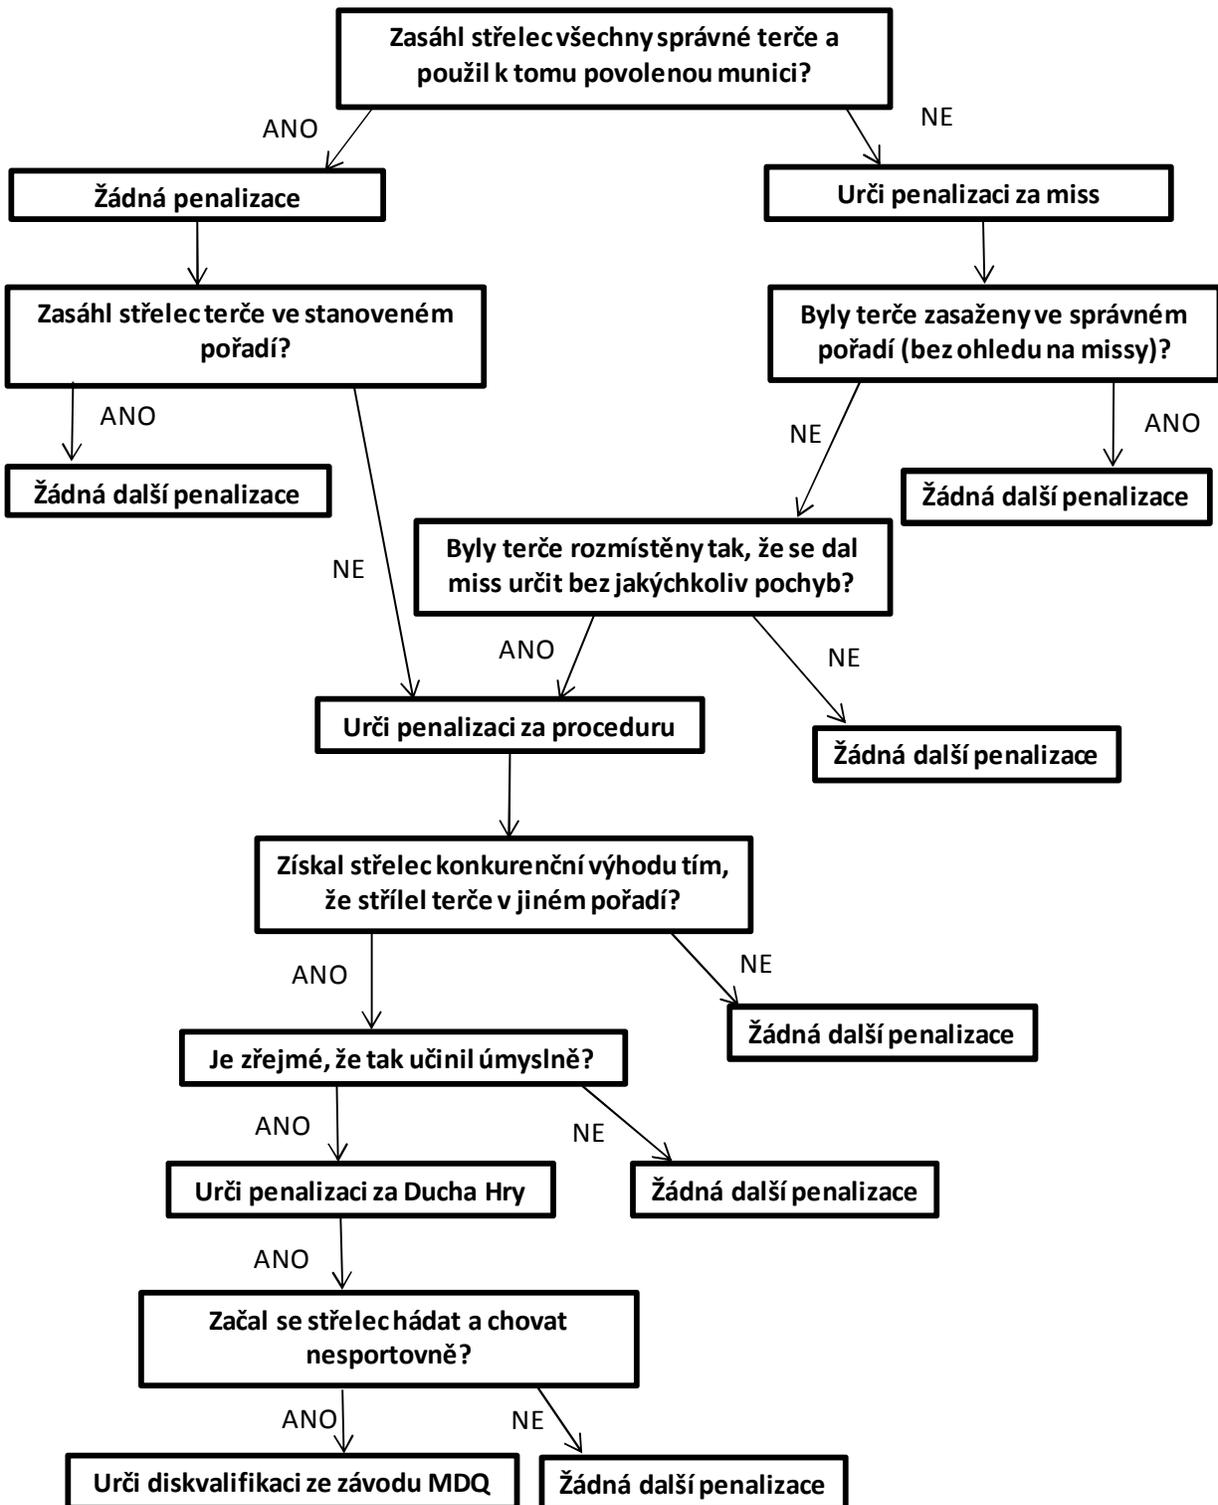 Zasáhl střelec všechny správné terče a
použil k tomu povolenou munici?
ANO
NE
Žádná penalizace
Urči penalizaci za miss
Zasáhl střelec terče ve stanoveném
pořadí?
Byly terče zasaženy ve správném
pořadí (bez ohledu na missy)?
ANO
NE
ANO
Žádná další penalizace
Žádná další penalizace
Byly terče rozmístěny tak, že se dal
miss určit bez jakýchkoliv pochyb?
NE
ANO
NE
Urči penalizaci za proceduru
Žádná další penalizace
Získal střelec konkurenční výhodu tím,
že střílel terče v jiném pořadí?
ANO
NE
Žádná další penalizace
Je zřejmé, že tak učinil úmyslně?
ANO
NE
Urči penalizaci za Ducha Hry
Žádná další penalizace
ANO
Začal se střelec hádat a chovat
nesportovně?
ANO
NE
Urči diskvalifikaci ze závodu MDQ
Žádná další penalizace